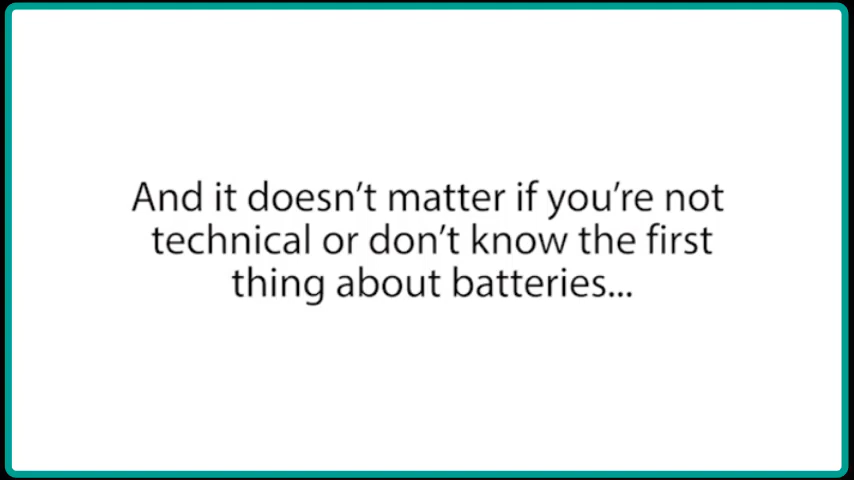 And it doesn’t matter if you’re not
technical or don’t know the first
thing about batteries...